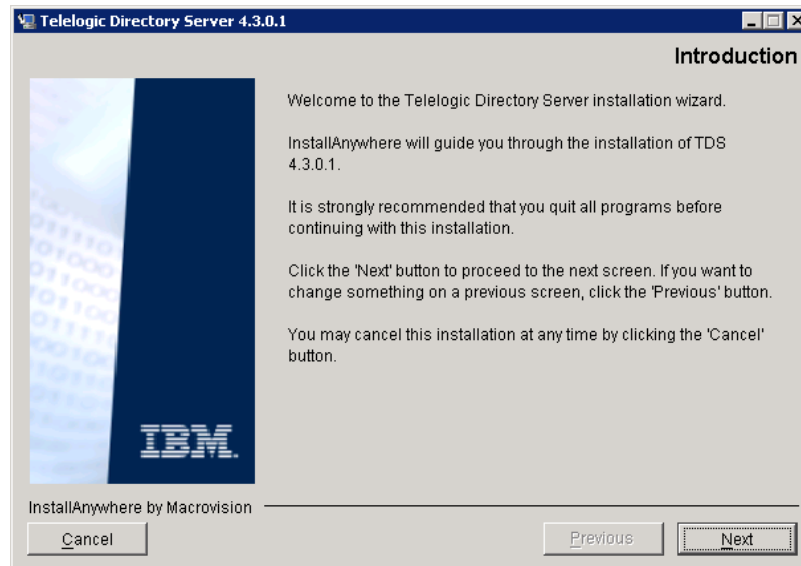 Telelogic Directory Server 4.3.0.1
Introduction
Welcome to the Telelogic Directory Server installation wizard.
InstallAnywhere will guide you through the installation of TDS
4.3.0.1.
It is strongly recommended that you quit all programs before
continuing with this installation.
Click the 'Next' button to proceed to the next screen. If you want to
change something on a previous screen, click the 'Previous' button.
You may cancel this installation at any time by clicking the 'Cancel'
button.
IBM.
InstallAnywhere by Macrovision
Cancel
Previous
Next